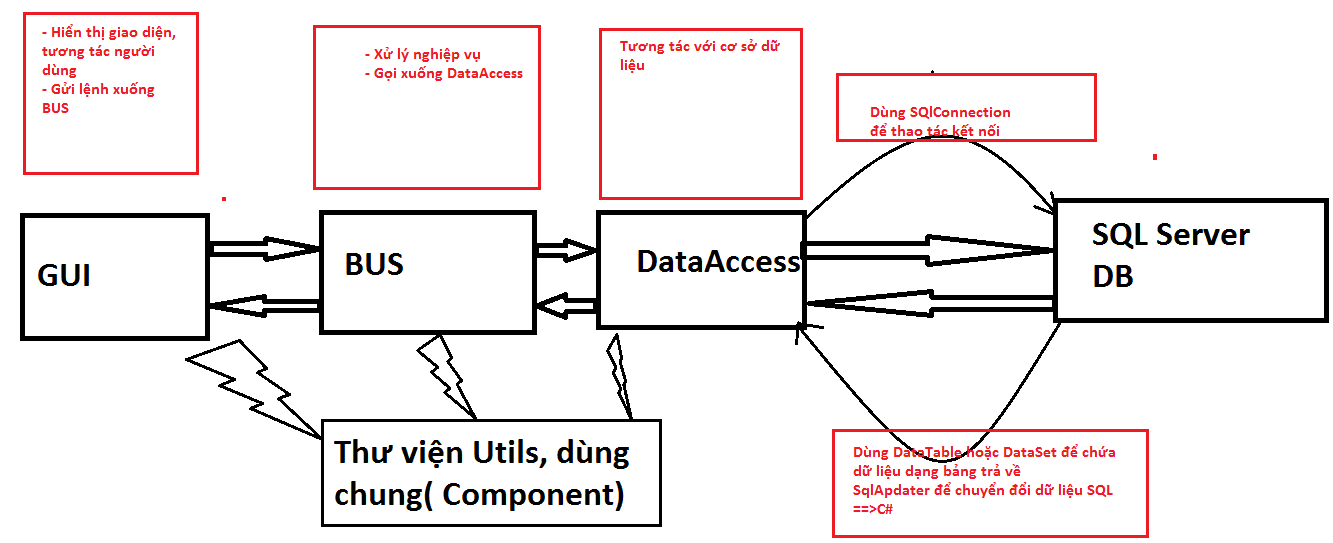 - Hiển thị giao diện,
tương tác người
dùng
- Gửi lệnh xuống
BUS
- Xử lý nghiệp vụ
- Gọi xuống DataAccess
Tương tác với cơ sở dữ
liệu
Dùng SQlConnection
để thao tác kết nối
GUI
BUS
DataAccess
SQL Server
DB
Thư viện Utils, dùng
chung( Component)
Dùng DataTable hoặc DataSet để chứa
dữ liệu dạng bảng trả về
SqlApdater để chuyển đổi dữ liệu SQL
==>C#